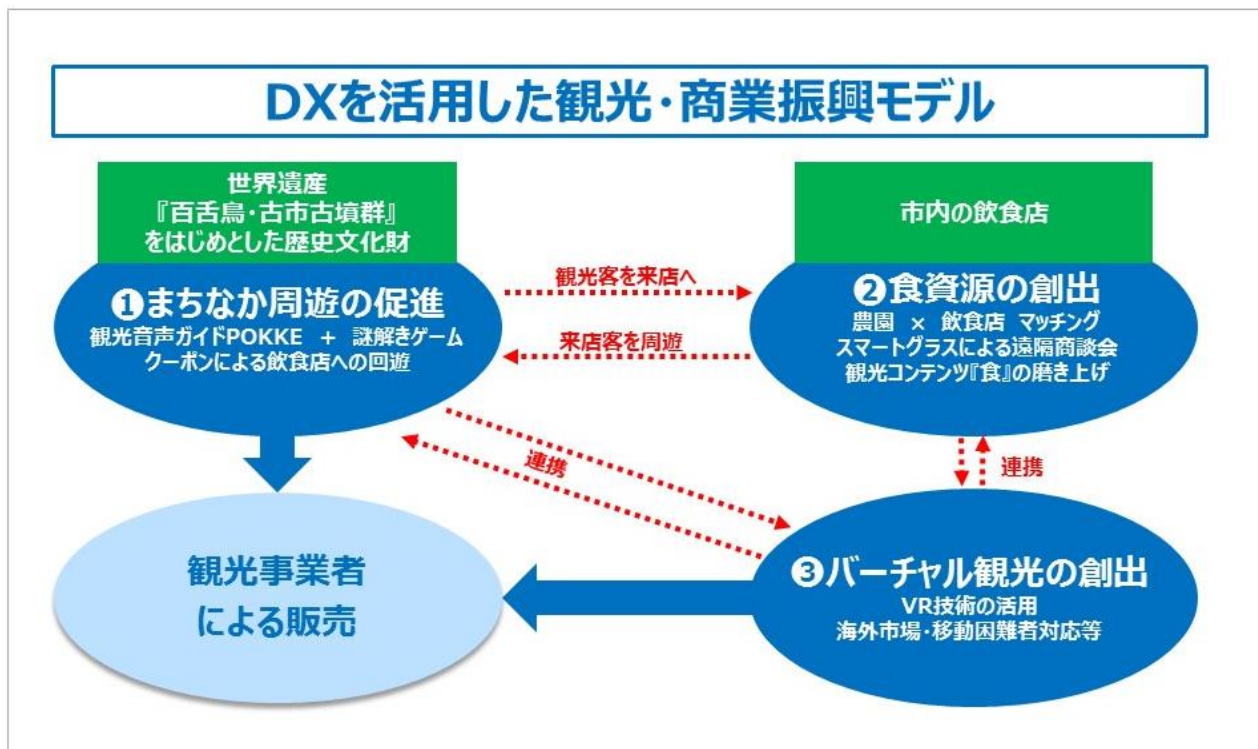 DXを活用した観光・商業振興モデル
世界遺産
『百舌鳥・古市古墳群』
をはじめとした歴史文化財
❶まちなか周遊の促進
観光音声ガイドPOKKE + 謎解きゲーム
クーポンによる飲食店への回遊
観光客を来店へ
来店客を周遊
市内の飲食店
❷食資源の創出
農園 × 飲食店 マッチング
スマートグラスによる遠隔商談会
観光コンテンツ『食』の磨き上げ
連携
連携
観光事業者
による販売
❸バーチャル観光の創出
VR技術の活用
海外市場・移動困難者対応等